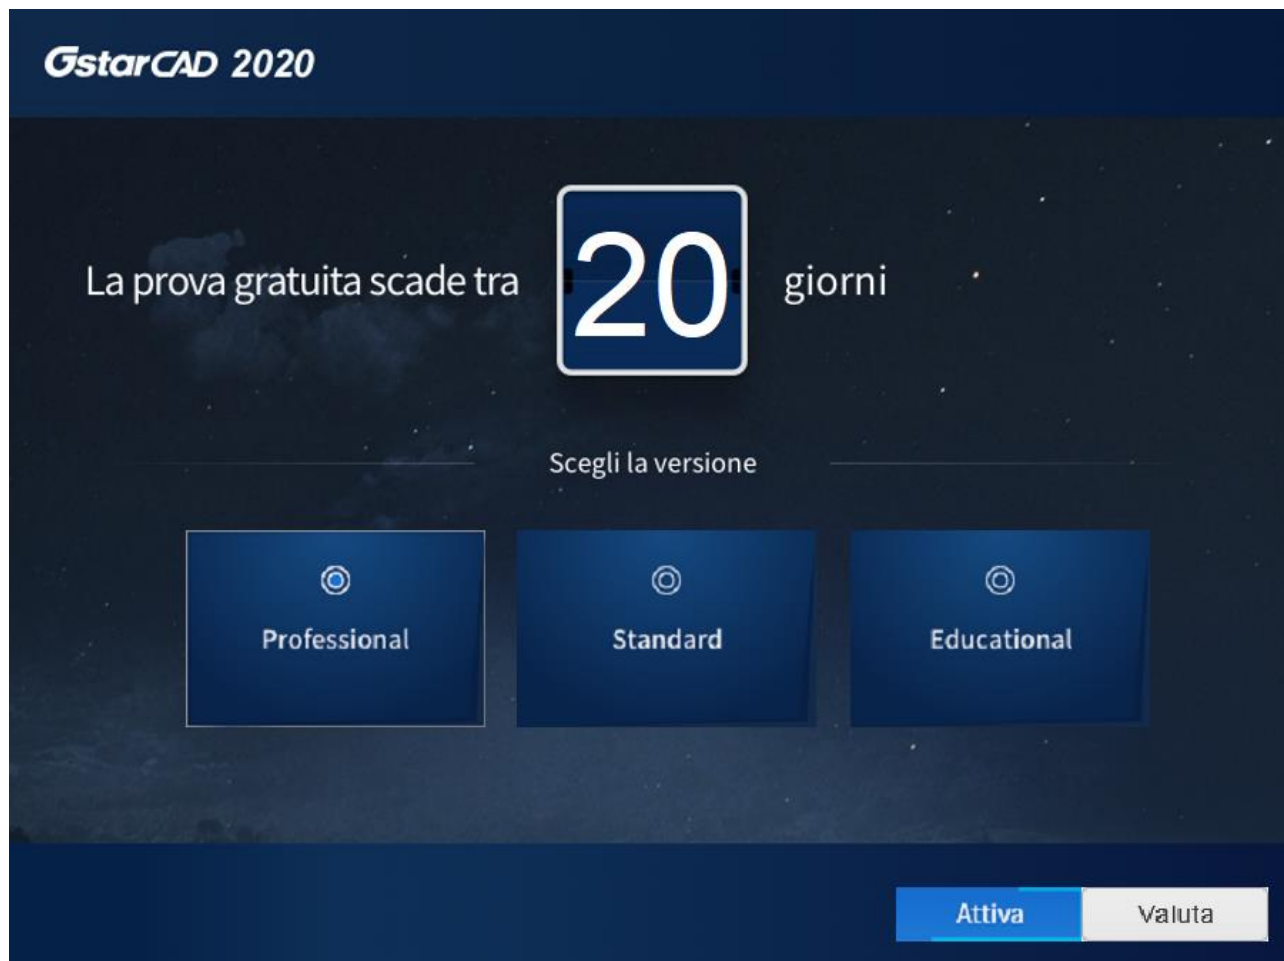 GstarCAD 2020
La prova gratuita scade tra 20 giorni
Scegli la versione
Professional Standard Educational
Attiva Valuta